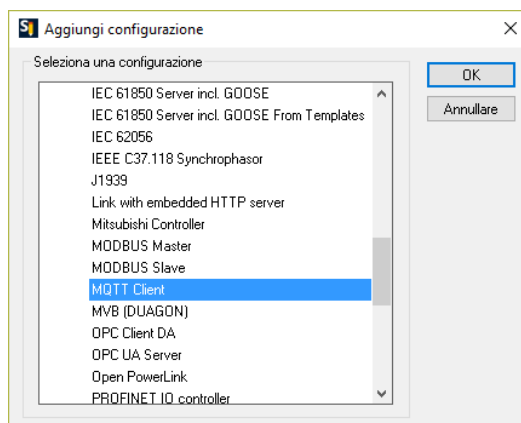 Aggiungi configurazione
Seleziona una configurazione
OK
Annullare
IEC 61850 Server incl. GOOSE
IEC 61850 Server incl. GOOSE From Templates
IEC 62056
IEEE C37.118 Synchrophasor
J1939
Link with embedded HTTP server
Mitsubishi Controller
MODBUS Master
MODBUS Slave
MQTT Client
MVB (DUAGON)
OPC Client DA
OPC UA Server
Open PowerLink
PROFINET IO controller